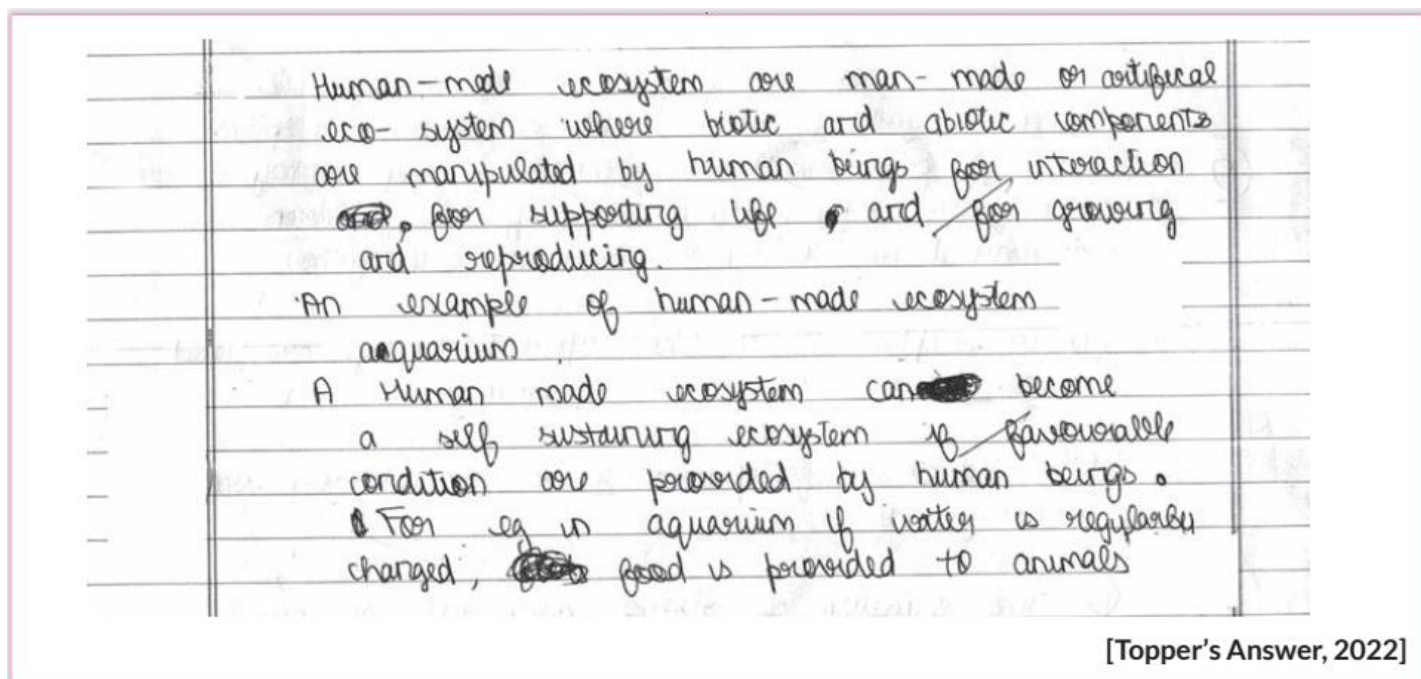 Human-made ecosystem are man-made or artifical
eco-system where biotic and abiotic components
are manipulated by human beings for interaction
, for supporting life and for growing
and reproducing.
An example of human-made ecosystem
aquarium.
A Human made ecosystem can become
a self sustaining ecosystem if favourable
condition are provided by human beings.
For eg in aquarium if water is regularly
changed, food is provided to animals
[Topper's Answer, 2022]